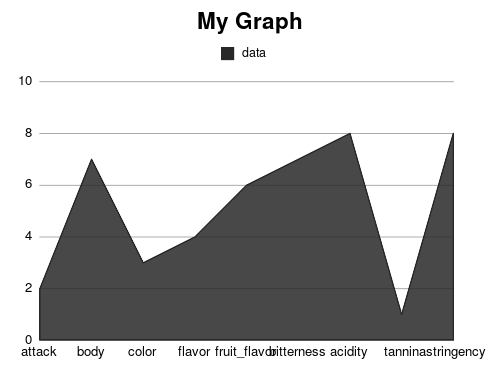 My Graph
data
10
8
6
4
2
0
attack body color flavor fruit_flavor bitterness acidity tannin astringency